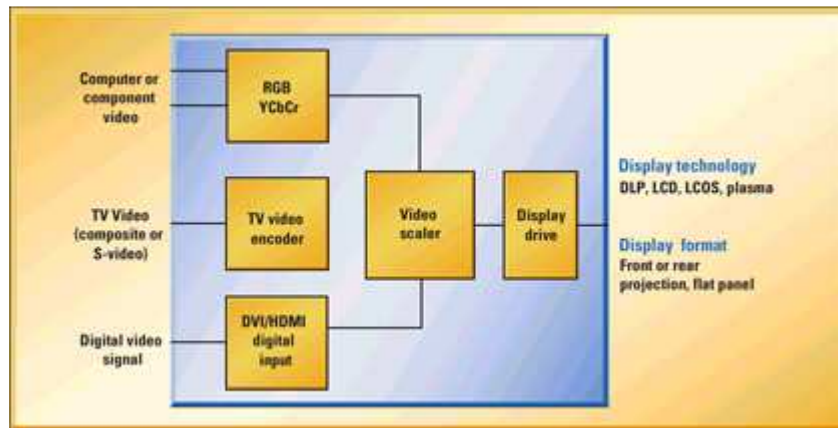 Computer or
component
video
RGB
YCbCr
TV Video
(composite or
S-video)
TV video
encoder
Digital video
signal
DVI/HDMI
digital
input
Video
scaler
Display
drive
Display technology
DLP, LCD, LCOS, plasma
Display format
Front or rear
projection, flat panel